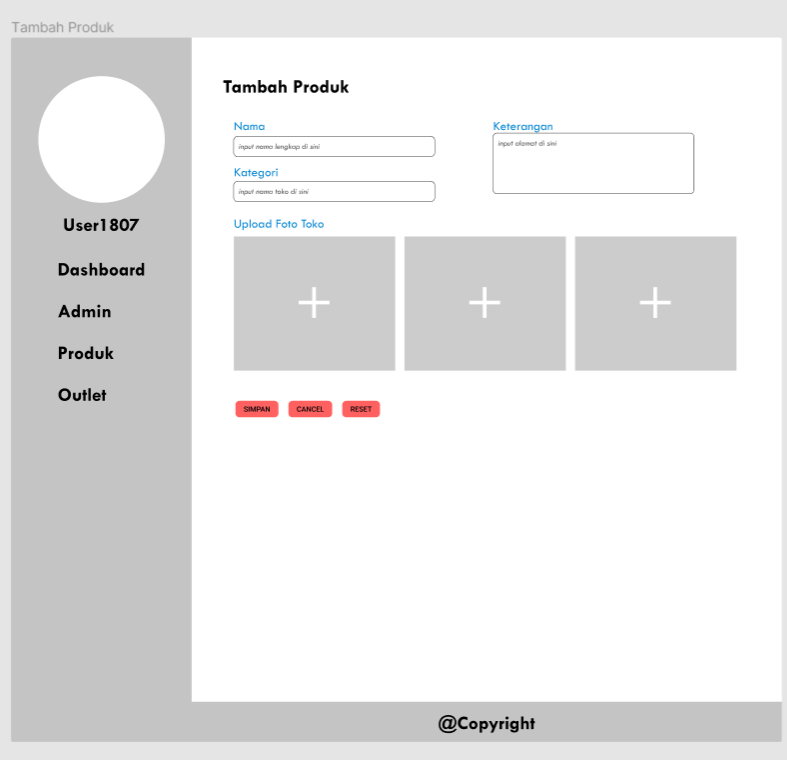 Tambah Produk
User1807
Dashboard
Admin
Produk
Outlet
Tambah Produk
Nama
input nama lengkap di sini
Kategori
input nama toko di sini
Keterangan
input alamat di sini
Upload Foto Toko
SIMPAN
CANCEL
RESET
@Copyright